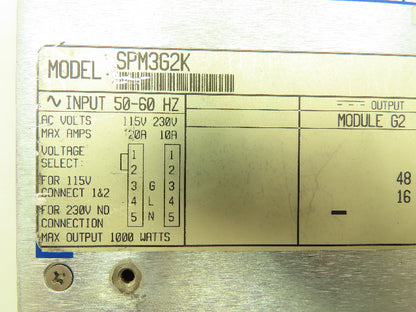 MODEL SPM3G2K
∿ INPUT 50-60 HZ
AC VOLTS 115V 230V
MAX AMPS 20A 10A
VOLTAGE
SELECT:
FOR 115V
CONNECT 1&2
FOR 230V ND
CONNECTION
1 1
2 2
3 G 3
4 L 4
5 N 5
MAX OUTPUT 1000 WATTS
OUTPUT
MODULE G2
48
16